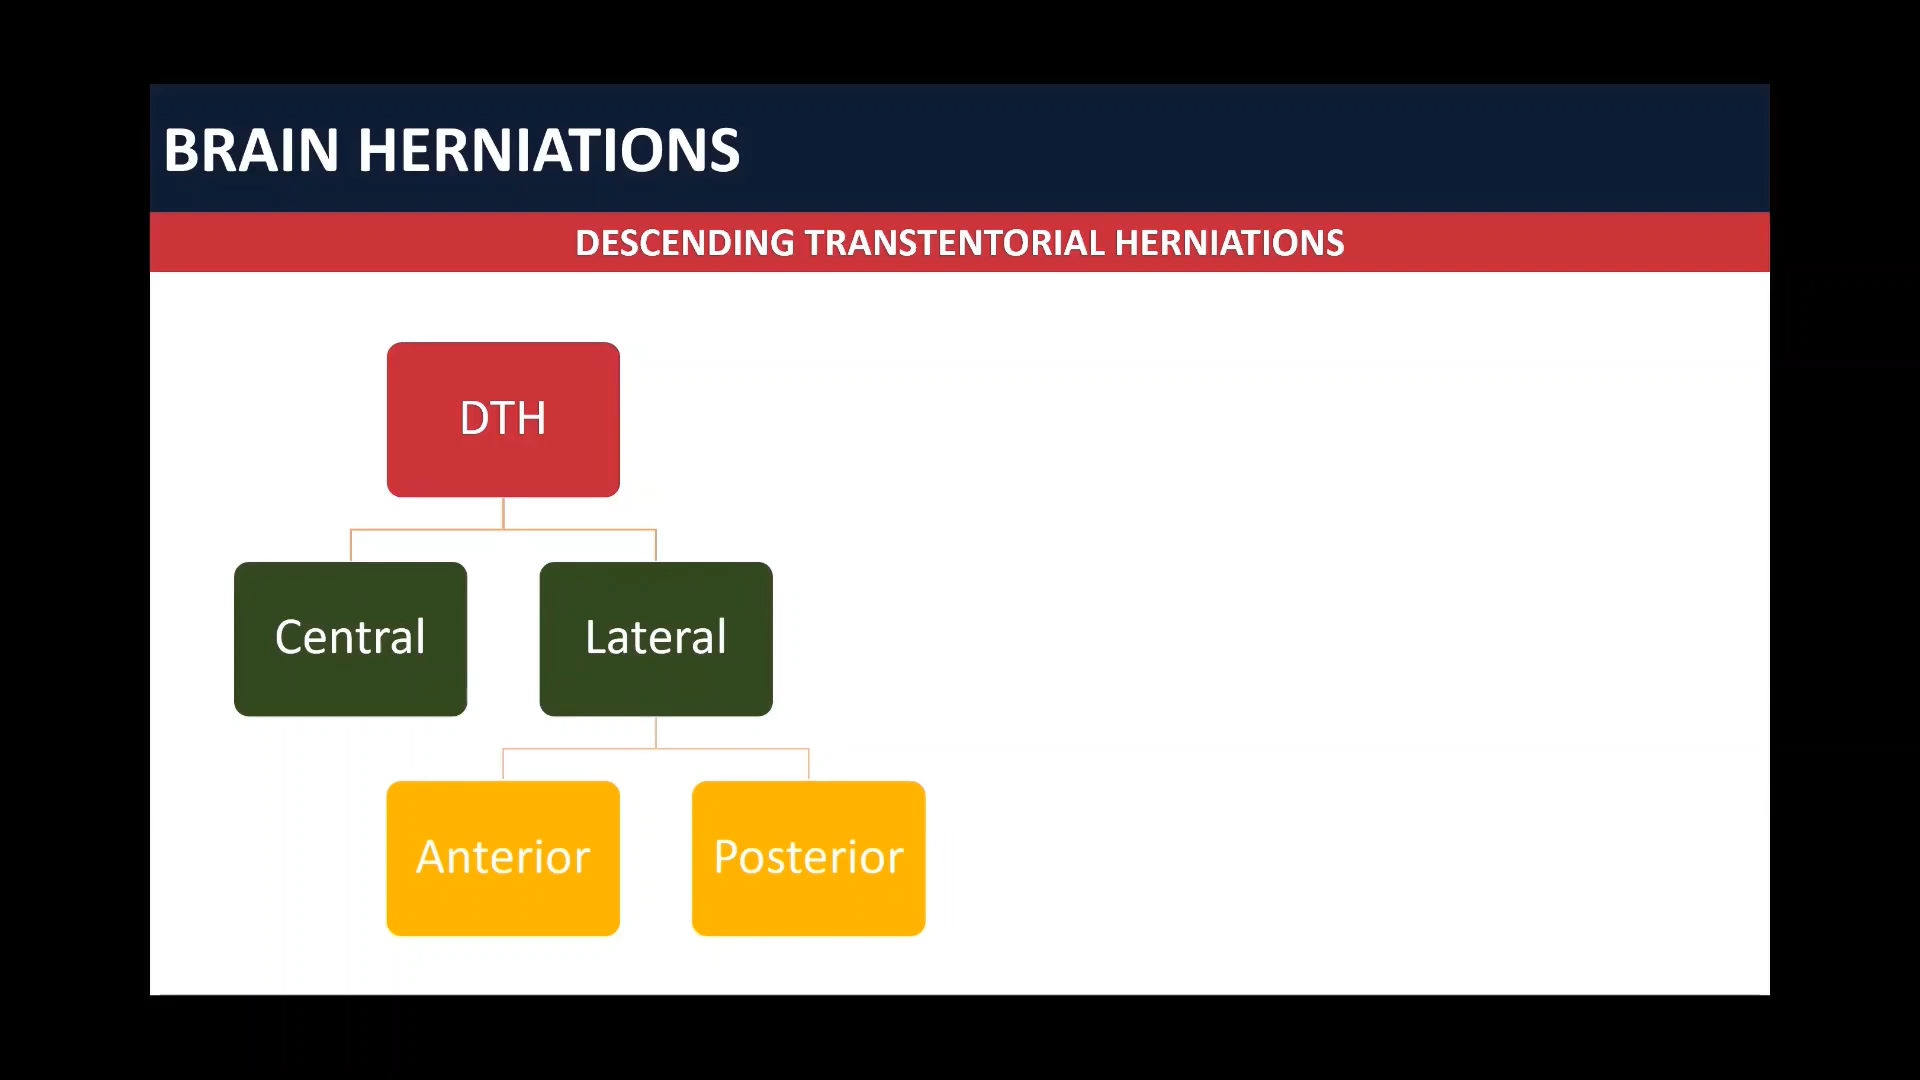 BRAIN HERNIATIONS
DESCENDING TRANSTENTORIAL HERNIATIONS
DTH
Central
Lateral
Anterior
Posterior